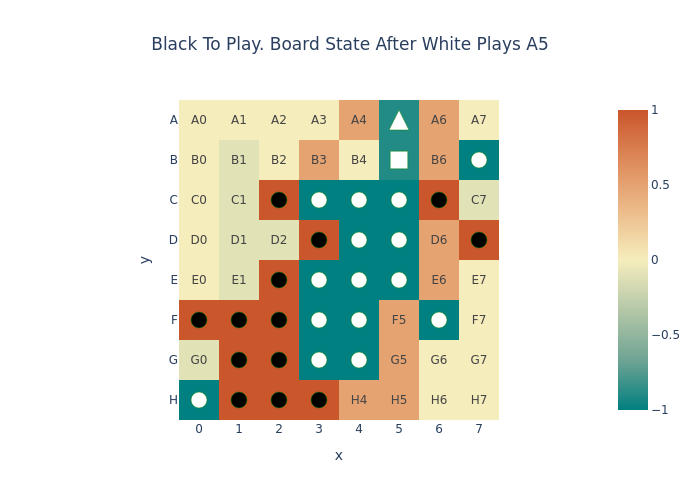 Black To Play. Board State After White Plays A5
A A0 A1 A2 A3 A4 A6 A7
B B0 B1 B2 B3 B4 B6
C C0 C1 C7
D D0 D1 D2 D6
E E0 E1 E6 E7
F F5 F7
G G0 G5 G6 G7
H H4 H5 H6 H7
0 1 2 3 4 5 6 7
x
y
1
0.5
0
−0.5
−1